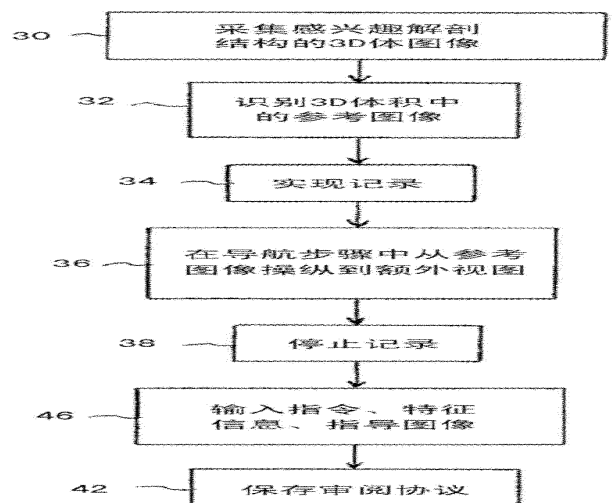 30
采集感兴趣解剖
结构的3D体图像
32
识别3D体积中
的参考图像
34
实现记录
36
在导航步骤中从参考
图像操纵到额外视图
38
停止记录
46
输入指令、特征
信息、指导图像
42
保存审阅协议